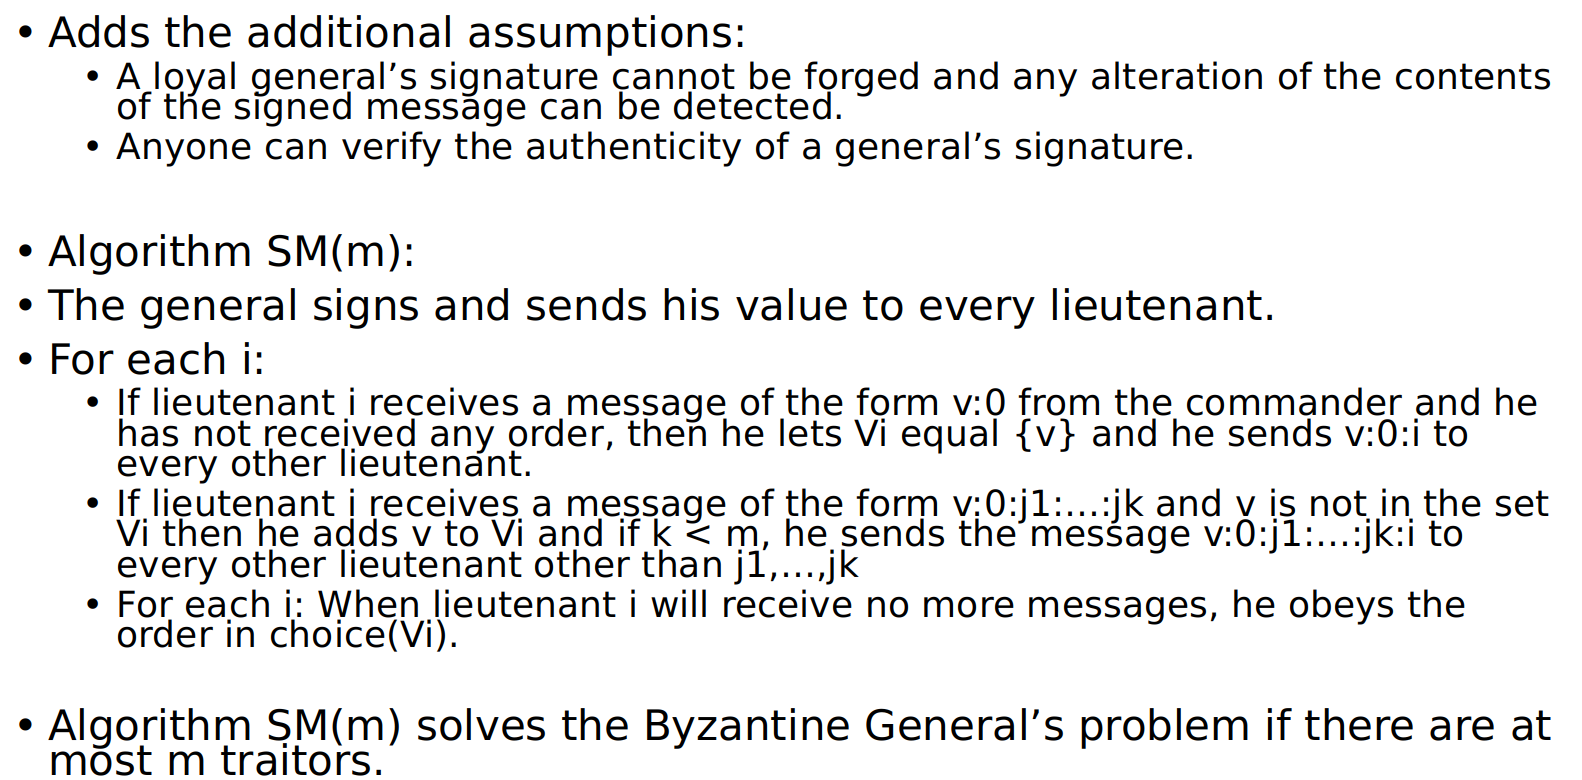 • Adds the additional assumptions:
• A loyal general’s signature cannot be forged and any alteration of the contents
of the signed message can be detected.
• Anyone can verify the authenticity of a general’s signature.
• Algorithm SM(m):
• The general signs and sends his value to every lieutenant.
• For each i:
• If lieutenant i receives a message of the form v:0 from the commander and he
has not received any order, then he lets Vi equal {v} and he sends v:0:i to
every other lieutenant.
• If lieutenant i receives a message of the form v:0:j1:…:jk and v is not in the set
Vi then he adds v to Vi and if k < m, he sends the message v:0:j1:…:jk:i to
every other lieutenant other than j1,…,jk
• For each i: When lieutenant i will receive no more messages, he obeys the
order in choice(Vi).
• Algorithm SM(m) solves the Byzantine General’s problem if there are at
most m traitors.